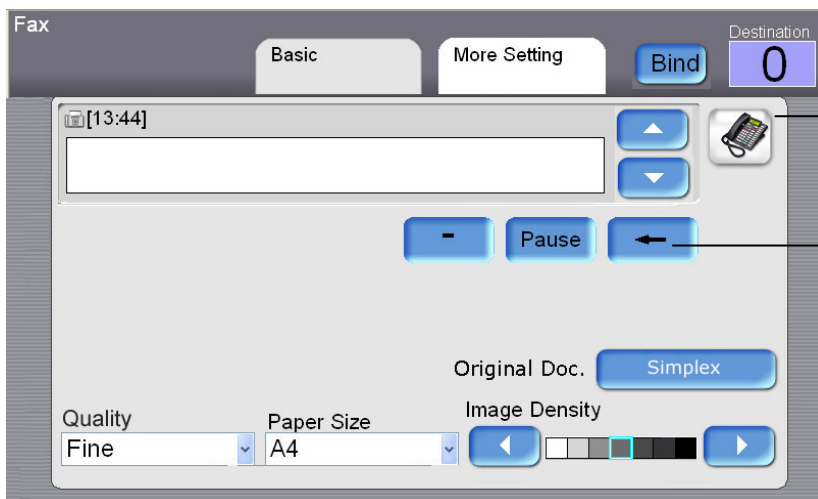 Fax
Destination
Basic
More Setting
Bind
0
[13:44]
-
Pause
Original Doc.
Simplex
Quality
Paper Size
Image Density
Fine
A4